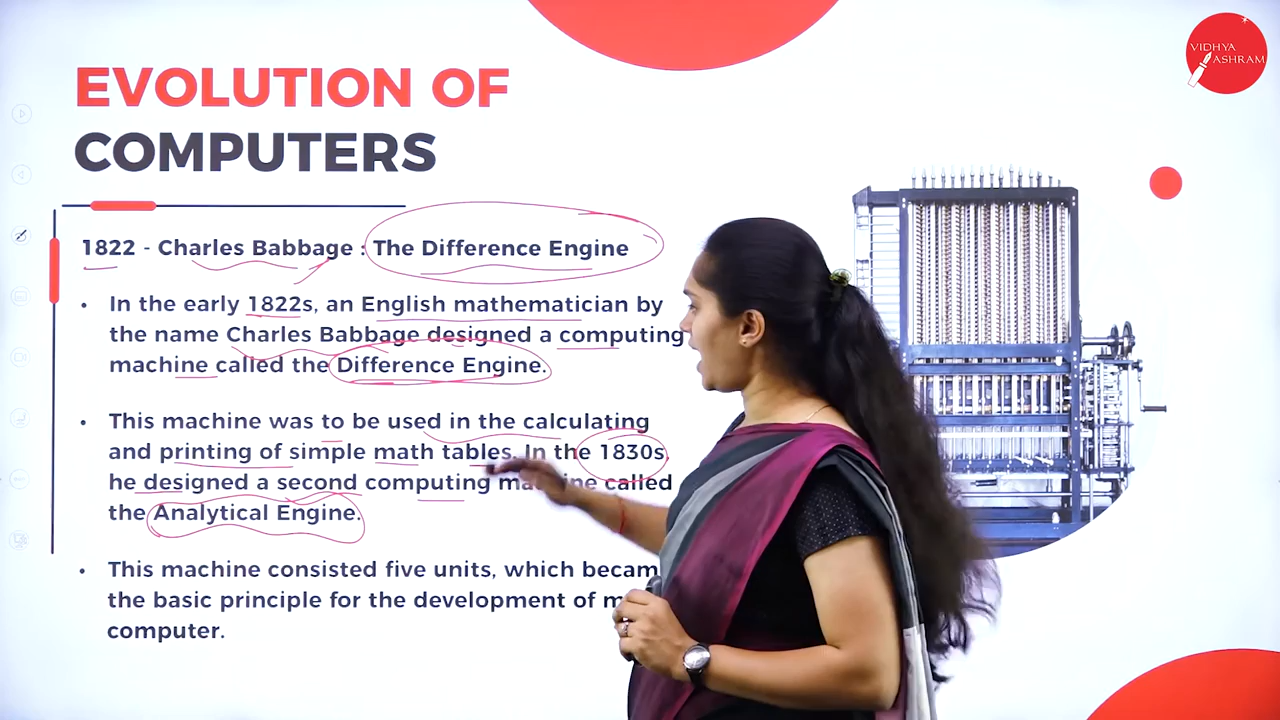 VIDHYA
ASHRAM
EVOLUTION OF
COMPUTERS
1822 - Charles Babbage : The Difference Engine
• In the early 1822s, an English mathematician by
the name Charles Babbage designed a computing
machine called the Difference Engine.
• This machine was to be used in the calculating
and printing of simple math tables. In the 1830s,
he designed a second computing machine called
the Analytical Engine.
• This machine consisted five units, which
the basic principle for the development of
computer.